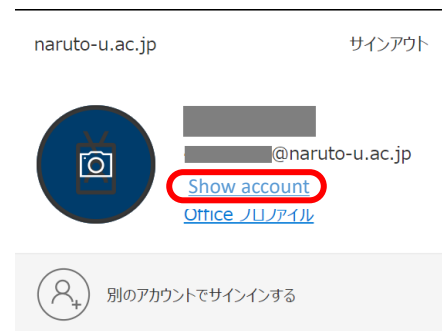 naruto-u.ac.jp サインアウト
@naruto-u.ac.jp
Show account
Office プロファイル
別のアカウントでサインインする